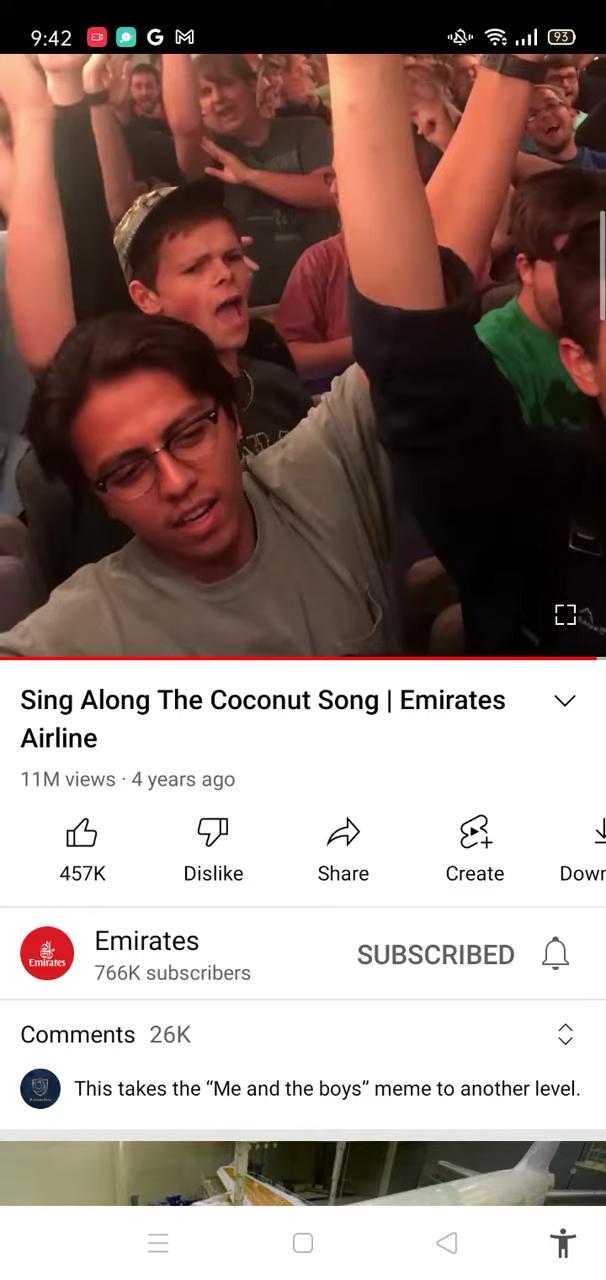 9:42
93
Sing Along The Coconut Song | Emirates
Airline
11M views · 4 years ago
457K
Dislike
Share
Create
Down
Emirates
Emirates
766K subscribers
SUBSCRIBED
Comments 26K
This takes the “Me and the boys” meme to another level.